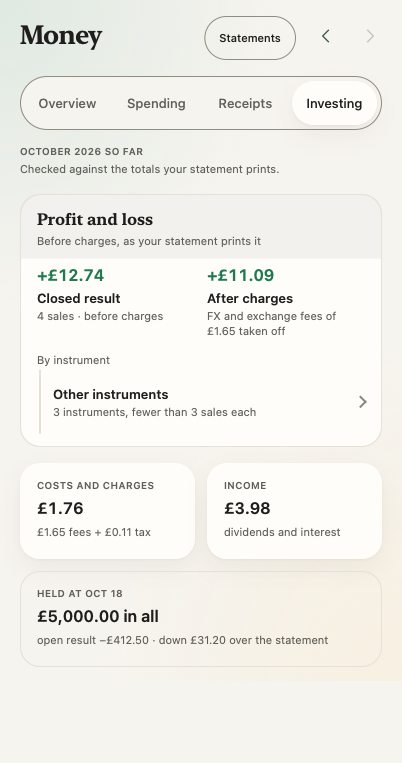 Money
Statements
Overview
Spending
Receipts
Investing
OCTOBER 2026 SO FAR
Checked against the totals your statement prints.
Profit and loss
Before charges, as your statement prints it
+£12.74
Closed result
4 sales · before charges
+£11.09
After charges
FX and exchange fees of
£1.65 taken off
By instrument
Other instruments
3 instruments, fewer than 3 sales each
COSTS AND CHARGES
£1.76
£1.65 fees + £0.11 tax
INCOME
£3.98
dividends and interest
HELD AT OCT 18
£5,000.00 in all
open result −£412.50 · down £31.20 over the statement